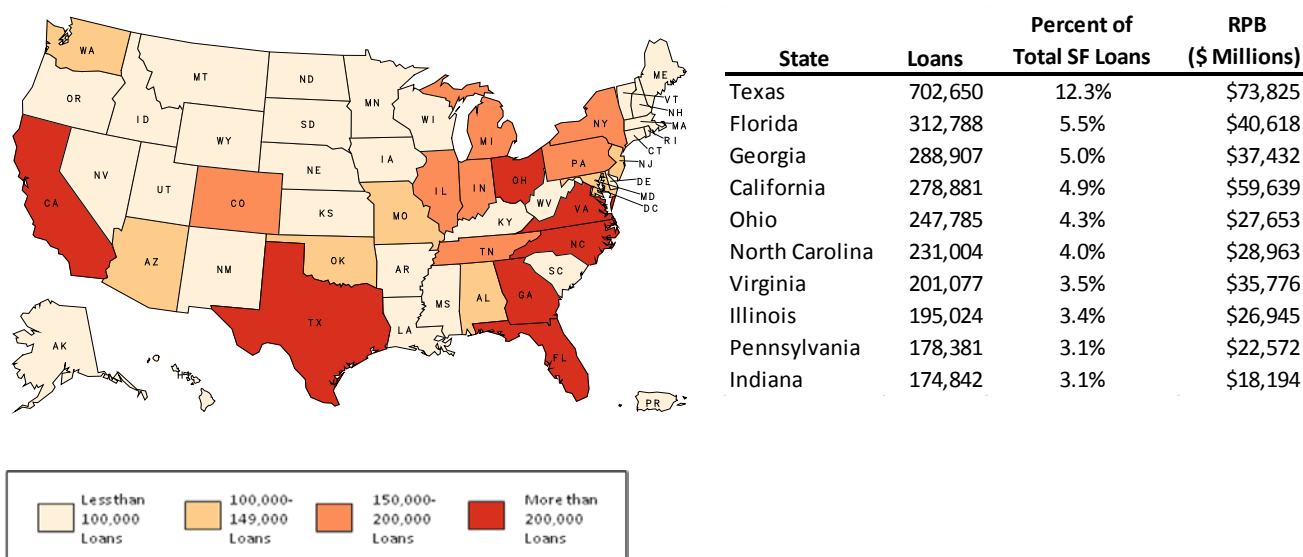 WA
MT
ND
MN
OR
ID
SD
WI
WY
MI
NY
ME
VT
NH
MA
RI
CT
NJ
DE
MD
DC
PA
IA
NE
NV
UT
CO
IL
IN
OH
WV
VA
CA
KS
MO
KY
AZ
NM
OK
AR
TN
NC
SC
MS
AL
GA
TX
LA
FL
AK
HI
PR
Less than 100,000 Loans
100,000-149,000 Loans
150,000-200,000 Loans
More than 200,000 Loans
Percent of RPB
State Loans Total SF Loans ($ Millions)
Texas 702,650 12.3% $73,825
Florida 312,788 5.5% $40,618
Georgia 288,907 5.0% $37,432
California 278,881 4.9% $59,639
Ohio 247,785 4.3% $27,653
North Carolina 231,004 4.0% $28,963
Virginia 201,077 3.5% $35,776
Illinois 195,024 3.4% $26,945
Pennsylvania 178,381 3.1% $22,572
Indiana 174,842 3.1% $18,194